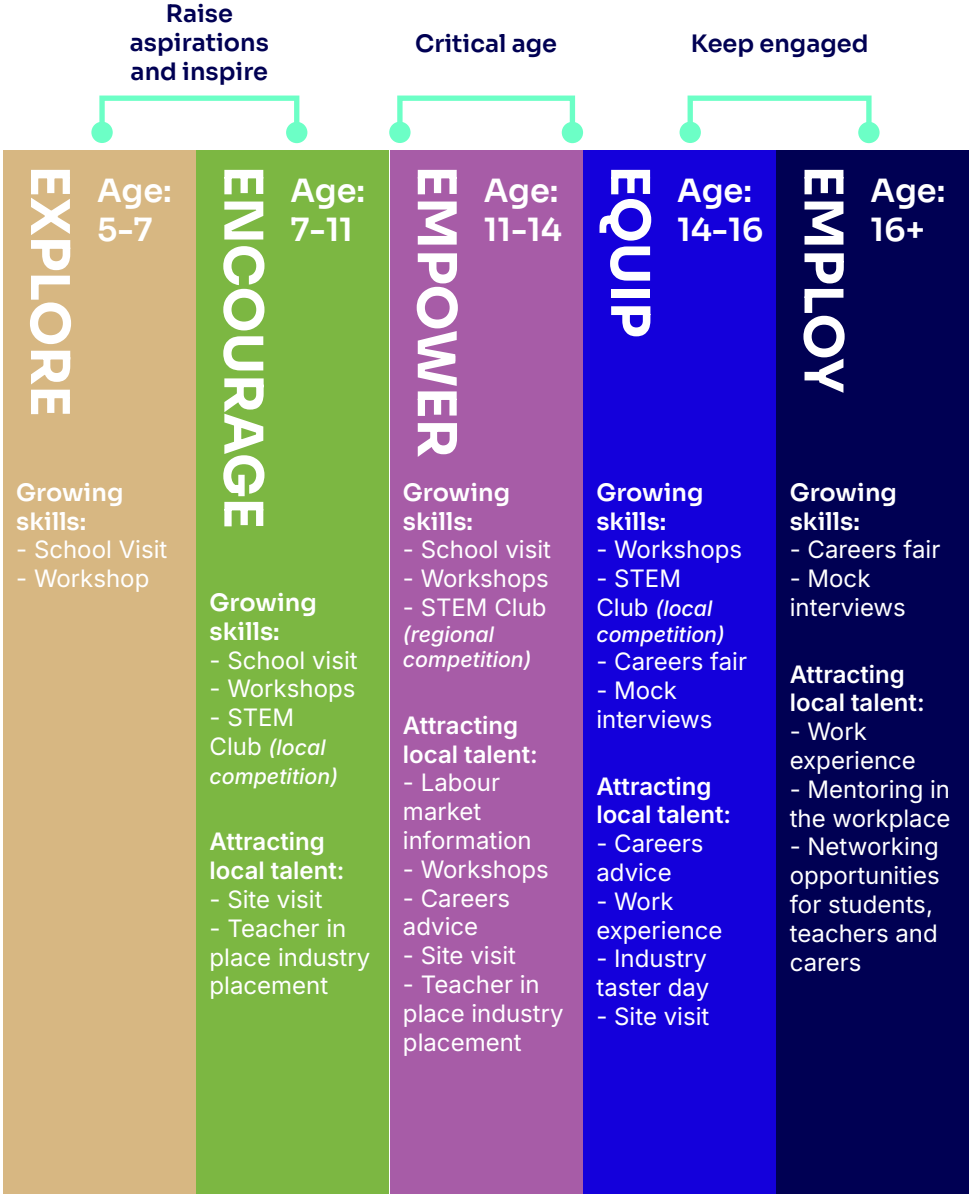 Raise
aspirations
and inspire
Critical age
Keep engaged
EXPLORE
Age:
5-7
Growing
skills:
- School Visit
- Workshop
ENCOURAGE
Age:
7-11
Growing
skills:
- School visit
- Workshops
- STEM
Club (local
competition)
Attracting
local talent:
- Site visit
- Teacher in
place industry
placement
EMPOWER
Age:
11-14
Growing
skills:
- School visit
- Workshops
- STEM Club
(regional
competition)
Attracting
local talent:
- Labour
market
information
- Workshops
- Careers
advice
- Site visit
- Teacher in
place industry
placement
EQUIP
Age:
14-16
Growing
skills:
- Workshops
- STEM
Club (local
competition)
- Careers fair
- Mock
interviews
Attracting
local talent:
- Careers
advice
- Work
experience
- Industry
taster day
- Site visit
EMPLOY
Age:
16+
Growing
skills:
- Careers fair
- Mock
interviews
Attracting
local talent:
- Work
experience
- Mentoring in
the workplace
- Networking
opportunities
for students,
teachers and
carers